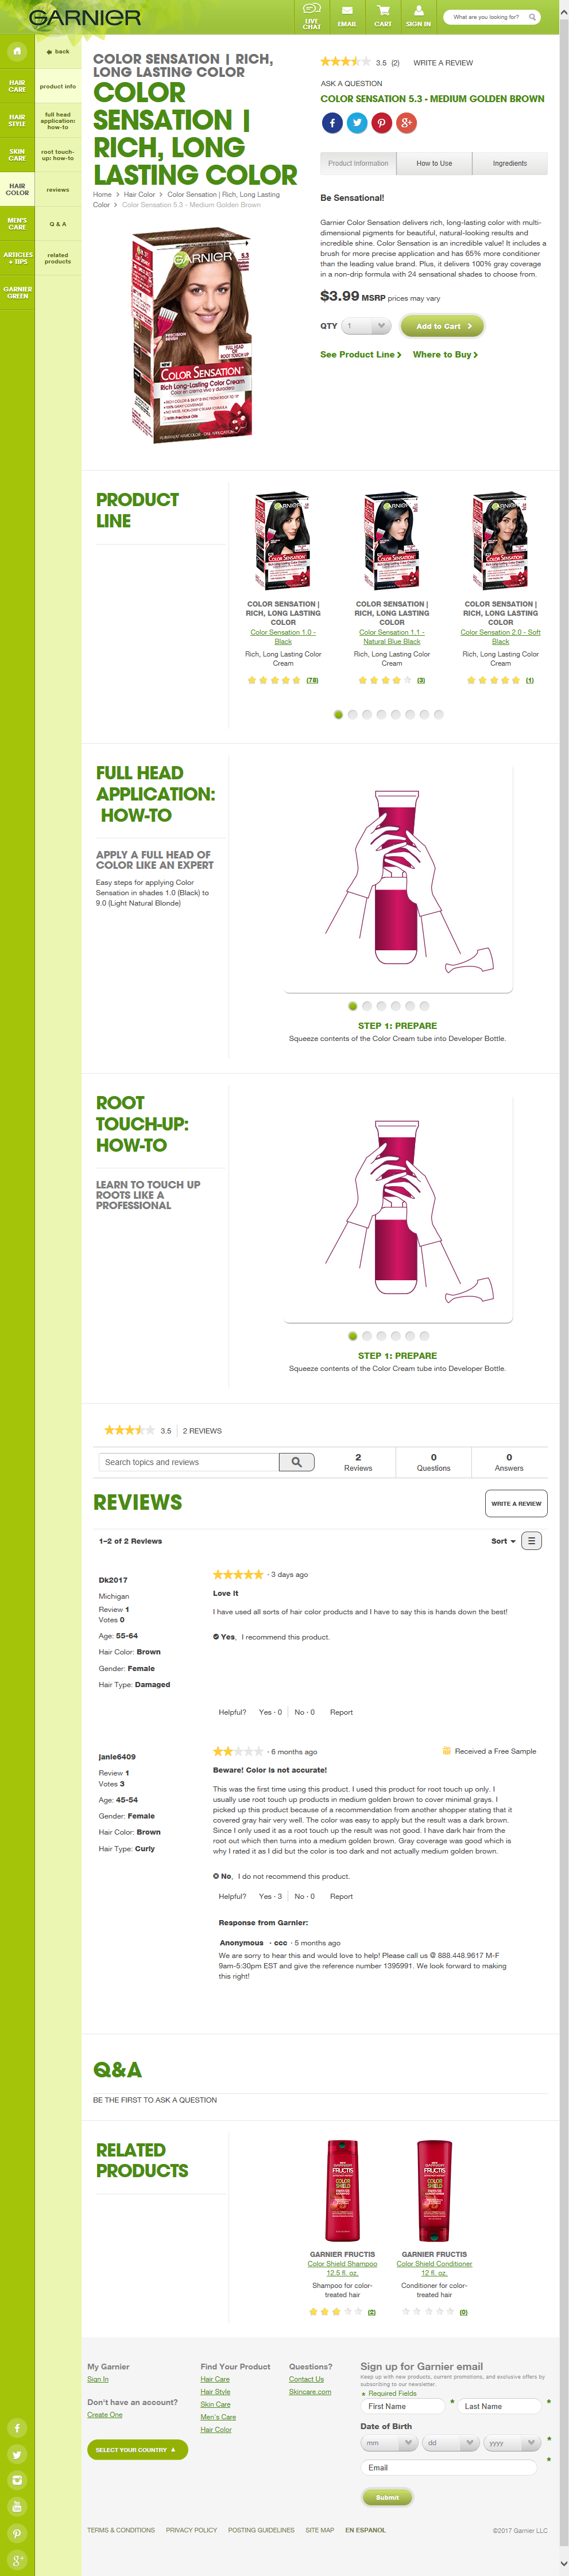 GARNIER
LIVE CHAT
EMAIL
CART
SIGN IN
What are you looking for?
HAIR CARE
HAIR STYLE
SKIN CARE
HAIR COLOR
MEN'S CARE
ARTICLES + TIPS
GARNIER GREEN
back
product info
full head application: how-to
root touch-up: how-to
reviews
Q & A
related products
COLOR SENSATION | RICH,
LONG LASTING COLOR
COLOR
SENSATION |
RICH, LONG
LASTING COLOR
Home > Hair Color > Color Sensation | Rich, Long Lasting
Color > Color Sensation 5.3 - Medium Golden Brown
GARNIER
5.3
PRECISION BRUSH
FULL HEAD OR ROOT TOUCH UP
NEW
COLOR SENSATION
Rich Long-Lasting Color Cream
Color en crema vivo y duradero
3.5 (2) WRITE A REVIEW
ASK A QUESTION
COLOR SENSATION 5.3 - MEDIUM GOLDEN BROWN
Product Information
How to Use
Ingredients
Be Sensational!
Garnier Color Sensation delivers rich, long-lasting color with multi-
dimensional pigments for beautiful, natural-looking results and
incredible shine. Color Sensation is an incredible value! It includes a
brush for more precise application and has 65% more conditioner
than the leading value brand. Plus, it delivers 100% gray coverage
in a non-drip formula with 24 sensational shades to choose from.
$3.99 MSRP prices may vary
QTY 1 Add to Cart >
See Product Line > Where to Buy >
PRODUCT
LINE
COLOR SENSATION |
RICH, LONG LASTING
COLOR
Color Sensation 1.0 -
Black
Rich, Long Lasting Color
Cream
(78)
COLOR SENSATION |
RICH, LONG LASTING
COLOR
Color Sensation 1.1 -
Natural Blue Black
Rich, Long Lasting Color
Cream
(3)
COLOR SENSATION |
RICH, LONG LASTING
COLOR
Color Sensation 2.0 - Soft
Black
Rich, Long Lasting Color
Cream
(1)
FULL HEAD
APPLICATION:
HOW-TO
APPLY A FULL HEAD OF
COLOR LIKE AN EXPERT
Easy steps for applying Color
Sensation in shades 1.0 (Black) to
9.0 (Light Natural Blonde)
STEP 1: PREPARE
Squeeze contents of the Color Cream tube into Developer Bottle.
ROOT
TOUCH-UP:
HOW-TO
LEARN TO TOUCH UP
ROOTS LIKE A
PROFESSIONAL
STEP 1: PREPARE
Squeeze contents of the Color Cream tube into Developer Bottle.
3.5 2 REVIEWS
Search topics and reviews
2
Reviews
0
Questions
0
Answers
REVIEWS
WRITE A REVIEW
1–2 of 2 Reviews
Sort
Dk2017
Michigan
Review 1
Votes 0
Age: 55-64
Hair Color: Brown
Gender: Female
Hair Type: Damaged
· 3 days ago
Love It
I have used all sorts of hair color products and I have to say this is hands down the best!
Yes, I recommend this product.
Helpful? Yes · 0 No · 0 Report
janie6409
Review 1
Votes 3
Age: 45-54
Gender: Female
Hair Color: Brown
Hair Type: Curly
· 6 months ago
Received a Free Sample
Beware! Color is not accurate!
This was the first time using this product. I used this product for root touch up only. I
usually use root touch up products in medium golden brown to cover minimal grays. I
picked up this product because of a recommendation from another shopper stating that it
covered gray hair very well. The color was easy to apply but the result was a dark brown.
Since I only used it as a root touch up the result was not good. I have dark hair from the
root out which then turns into a medium golden brown. Gray coverage was good which is
why I rated it as I did but the color is too dark and not actually medium golden brown.
No, I do not recommend this product.
Helpful? Yes · 3 No · 0 Report
Response from Garnier:
Anonymous · ccc · 5 months ago
We are sorry to hear this and would love to help! Please call us @ 888.448.9617 M-F
9am-5:30pm EST and give the reference number 1395991. We look forward to making
this right!
Q&A
BE THE FIRST TO ASK A QUESTION
RELATED
PRODUCTS
GARNIER FRUCTIS
Color Shield Shampoo
12.5 fl. oz.
Shampoo for color-
treated hair
(2)
GARNIER FRUCTIS
Color Shield Conditioner
12 fl. oz.
Conditioner for color-
treated hair
(0)
My Garnier
Sign In
Don't have an account?
Create One
SELECT YOUR COUNTRY
Find Your Product
Hair Care
Hair Style
Skin Care
Men's Care
Hair Color
Questions?
Contact Us
Skincare.com
Sign up for Garnier email
Keep up with new products, current promotions, and exclusive offers by
subscribing to our newsletter.
* Required Fields
First Name * Last Name *
Date of Birth
mm dd yyyy *
Email *
Submit
TERMS & CONDITIONS PRIVACY POLICY POSTING GUIDELINES SITE MAP EN ESPANOL
©2017 Garnier LLC